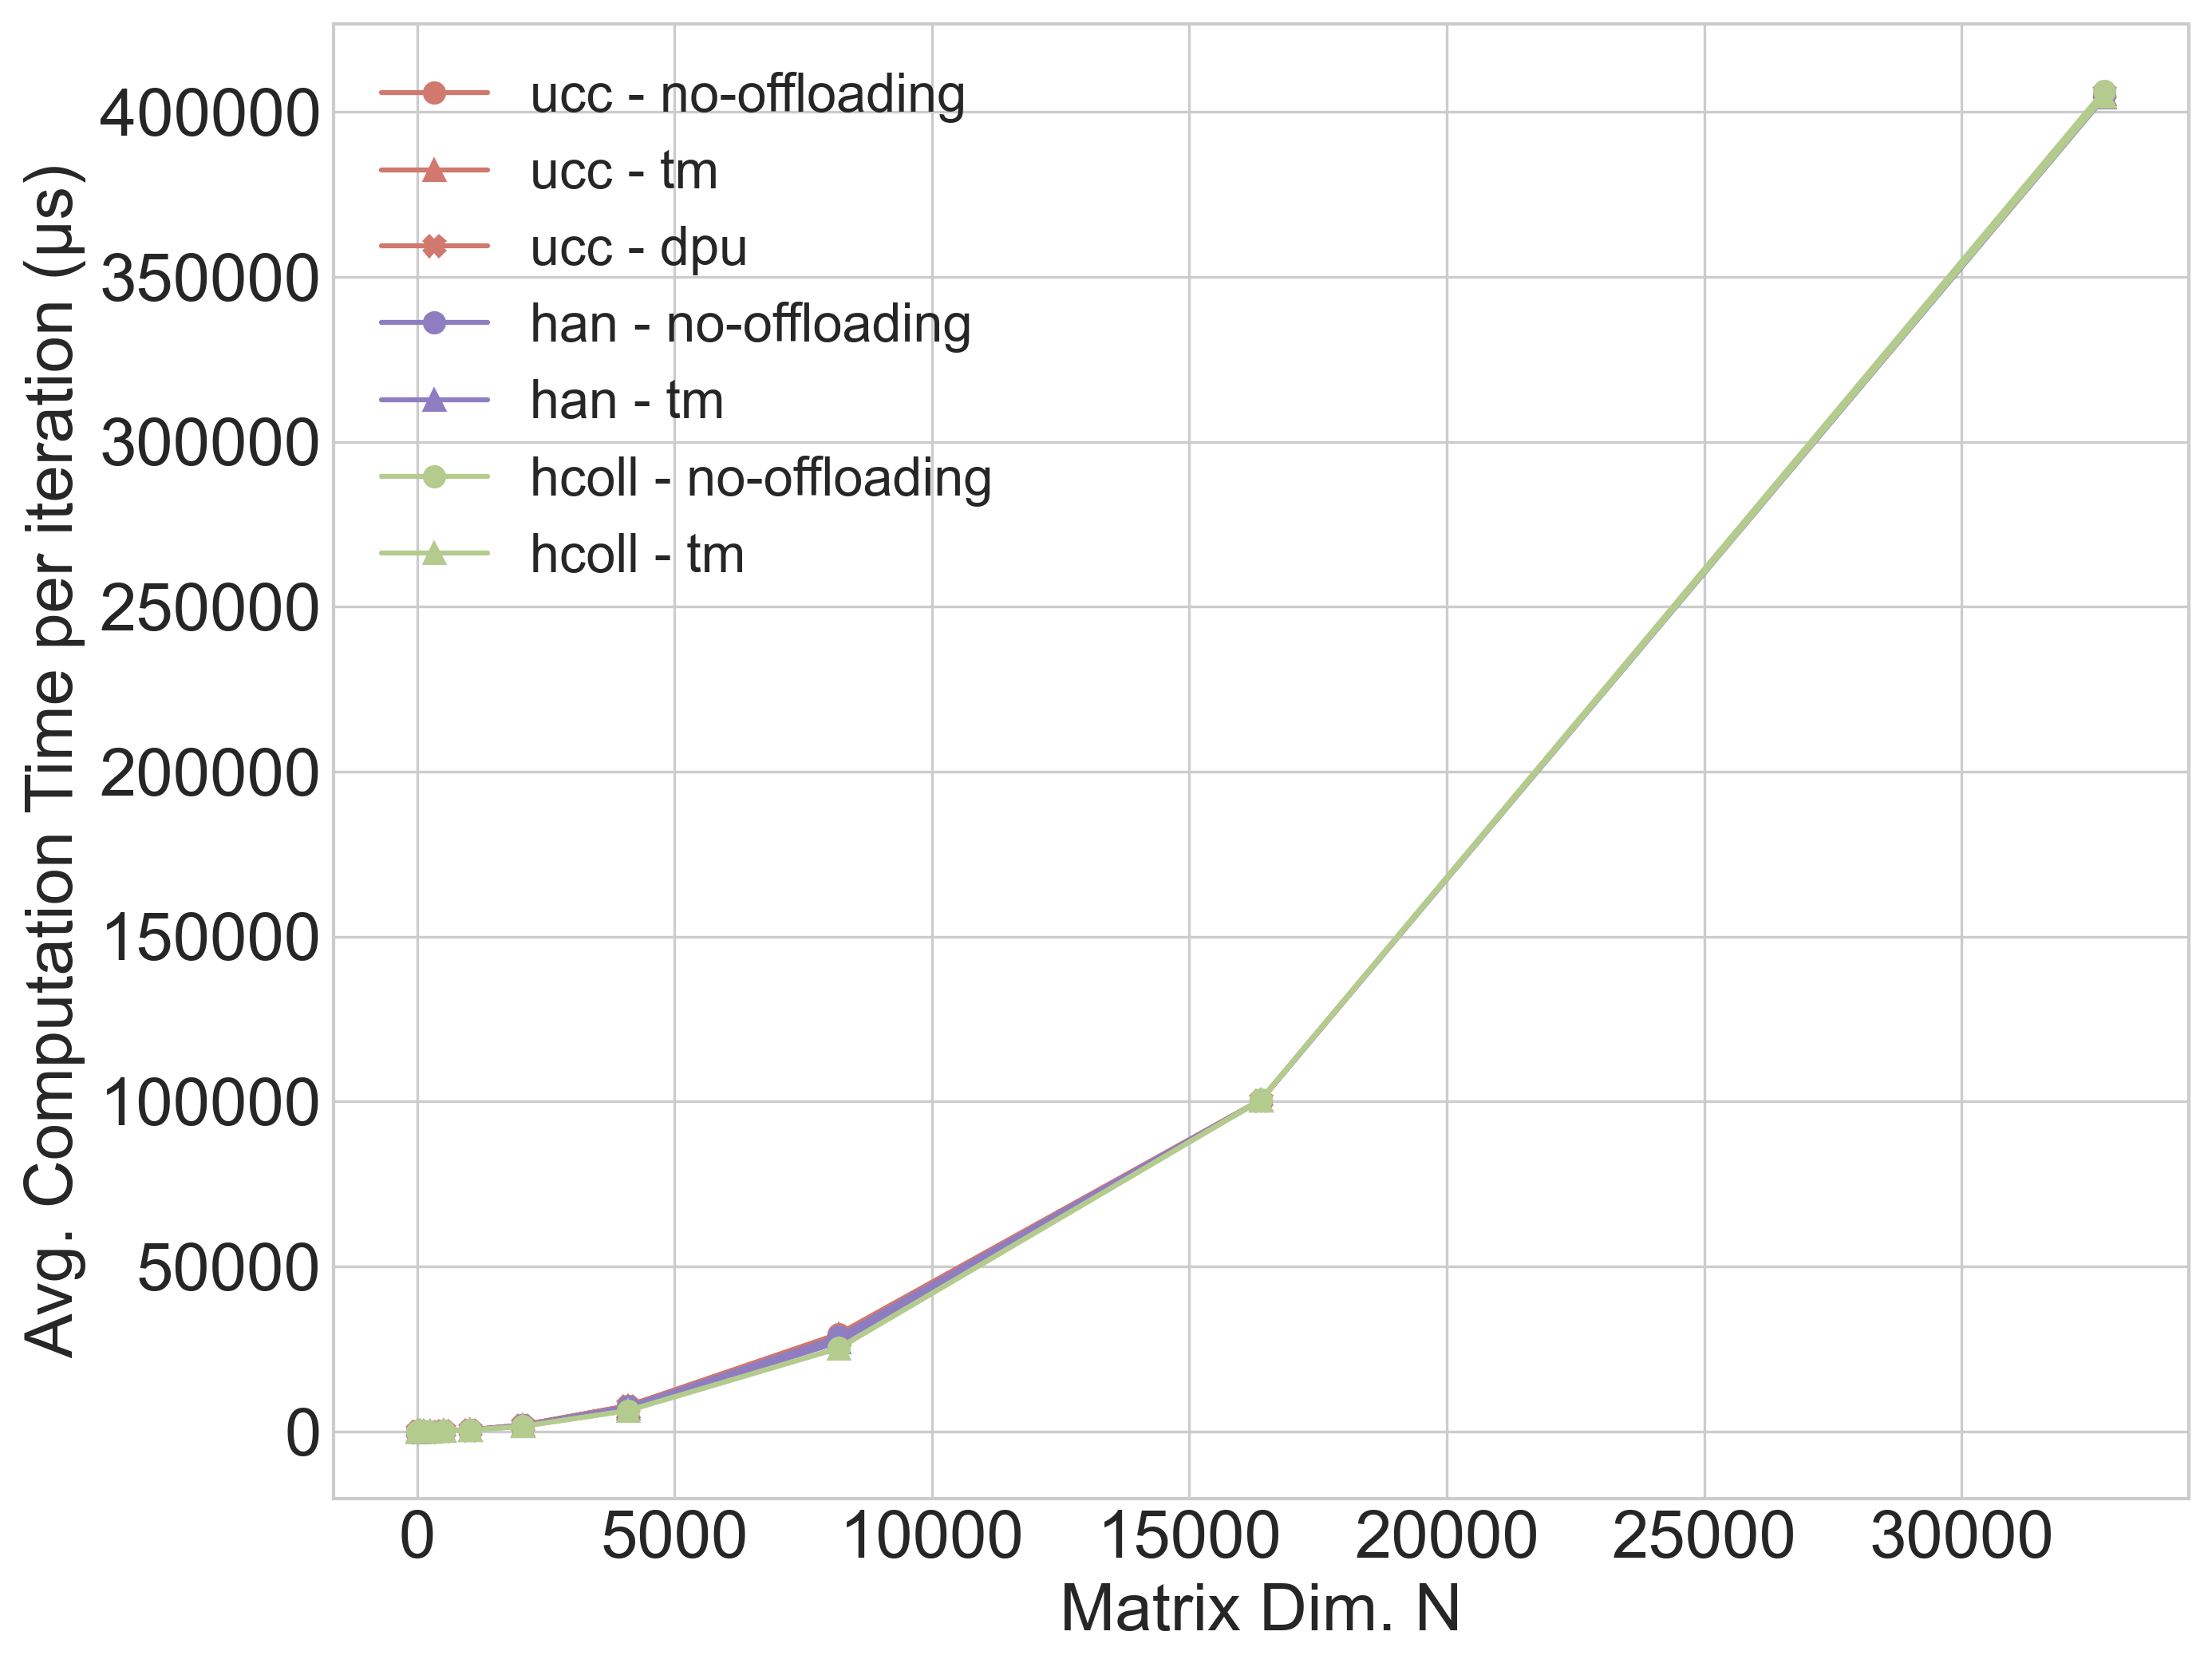 400000
350000
300000
250000
200000
150000
100000
50000
0
Avg. Computation Time per iteration (µs)
ucc - no-offloading
ucc - tm
ucc - dpu
han - no-offloading
han - tm
hcoll - no-offloading
hcoll - tm
0 5000 10000 15000 20000 25000 30000
Matrix Dim. N